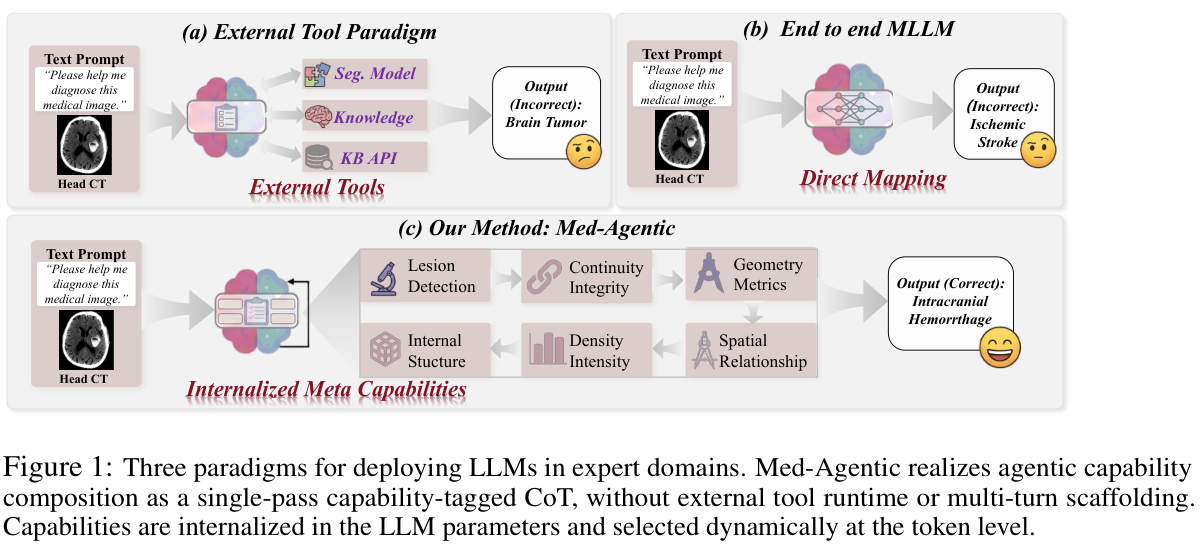 (a) External Tool Paradigm
Text Prompt
“Please help me
diagnose this
medical image.”
Head CT
Seg. Model
Knowledge
KB API
External Tools
Output
(Incorrect):
Brain Tumor
(b) End to end MLLM
Text Prompt
“Please help me
diagnose this
medical image.”
Head CT
Direct Mapping
Output
(Incorrect):
Ischemic
Stroke
(c) Our Method: Med-Agentic
Text Prompt
“Please help me
diagnose this
medical image.”
Head CT
Internalized Meta Capabilities
Lesion
Detection
Continuity
Integrity
Geometry
Metrics
Internal
Stucture
Density
Intensity
Spatial
Relationship
Output (Correct):
Intracranial
Hemorrhage
Figure 1: Three paradigms for deploying LLMs in expert domains. Med-Agentic realizes agentic capability
composition as a single-pass capability-tagged CoT, without external tool runtime or multi-turn scaffolding.
Capabilities are internalized in the LLM parameters and selected dynamically at the token level.